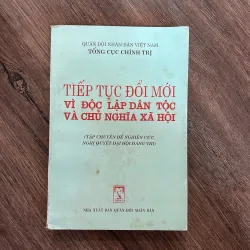 QUÂN ĐỘI NHÂN DÂN VIỆT NAM
TỔNG CỤC CHÍNH TRỊ
TIẾP TỤC ĐỔI MỚI
VÌ ĐỘC LẬP DÂN TỘC
VÀ CHỦ NGHĨA XÃ HỘI
(TẬP CHUYÊN ĐỀ NGHIÊN CỨU
NGHỊ QUYẾT ĐẠI HỘI ĐẢNG VIII)
NHÀ XUẤT BẢN QUÂN ĐỘI NHÂN DÂN